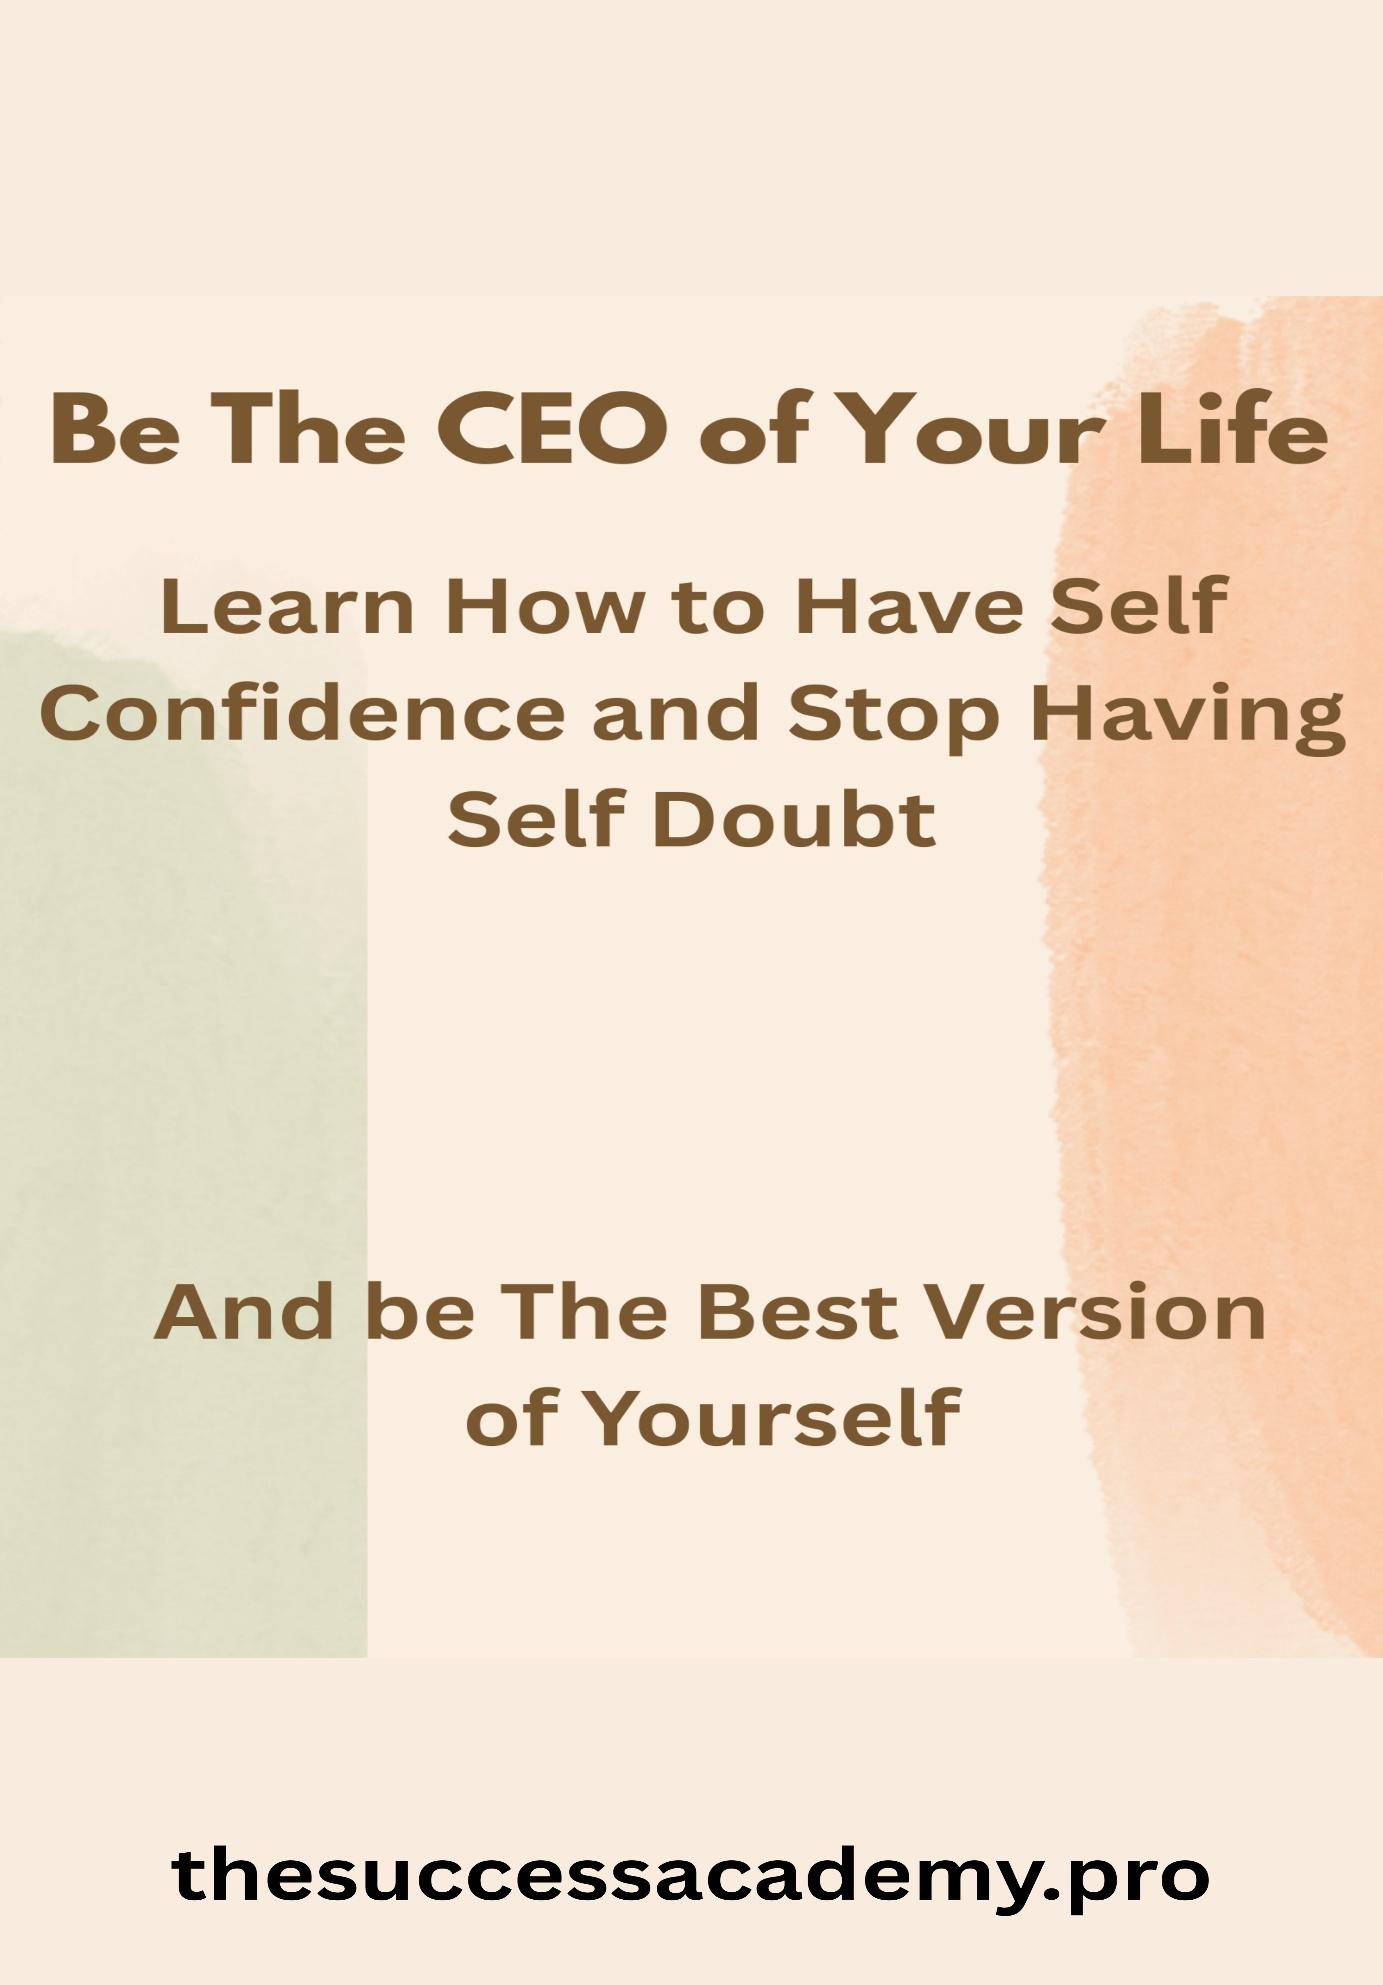 Be The CEO of Your Life
Learn How to Have Self
Confidence and Stop Having
Self Doubt
And be The Best Version
of Yourself
thesuccessacademy.pro